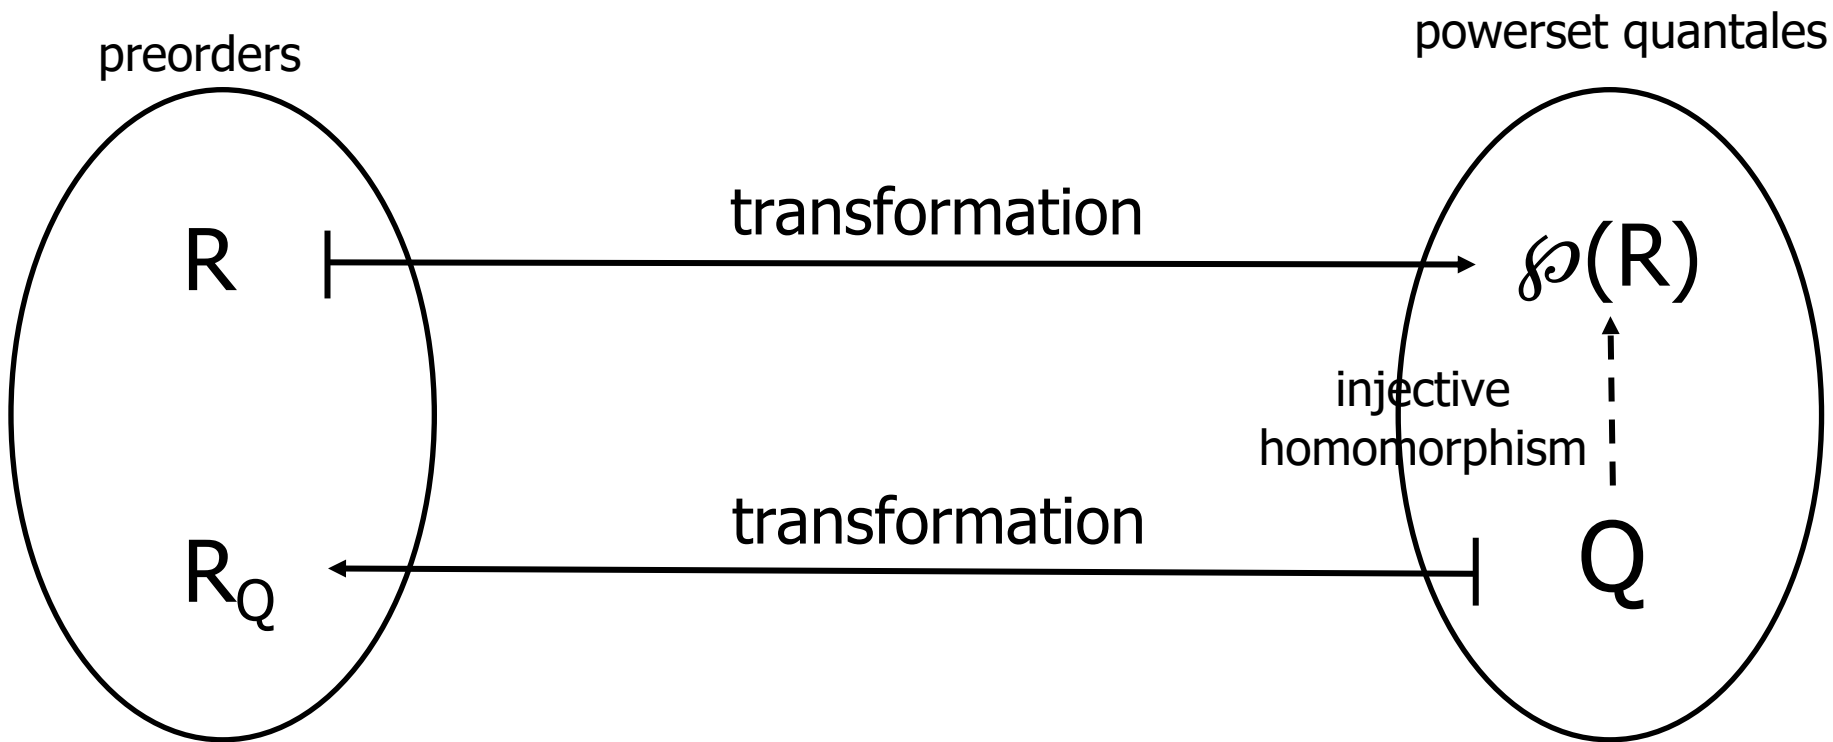 preorders
powerset quantales
transformation
R
℘(R)
injective
homomorphism
transformation
R_Q
Q